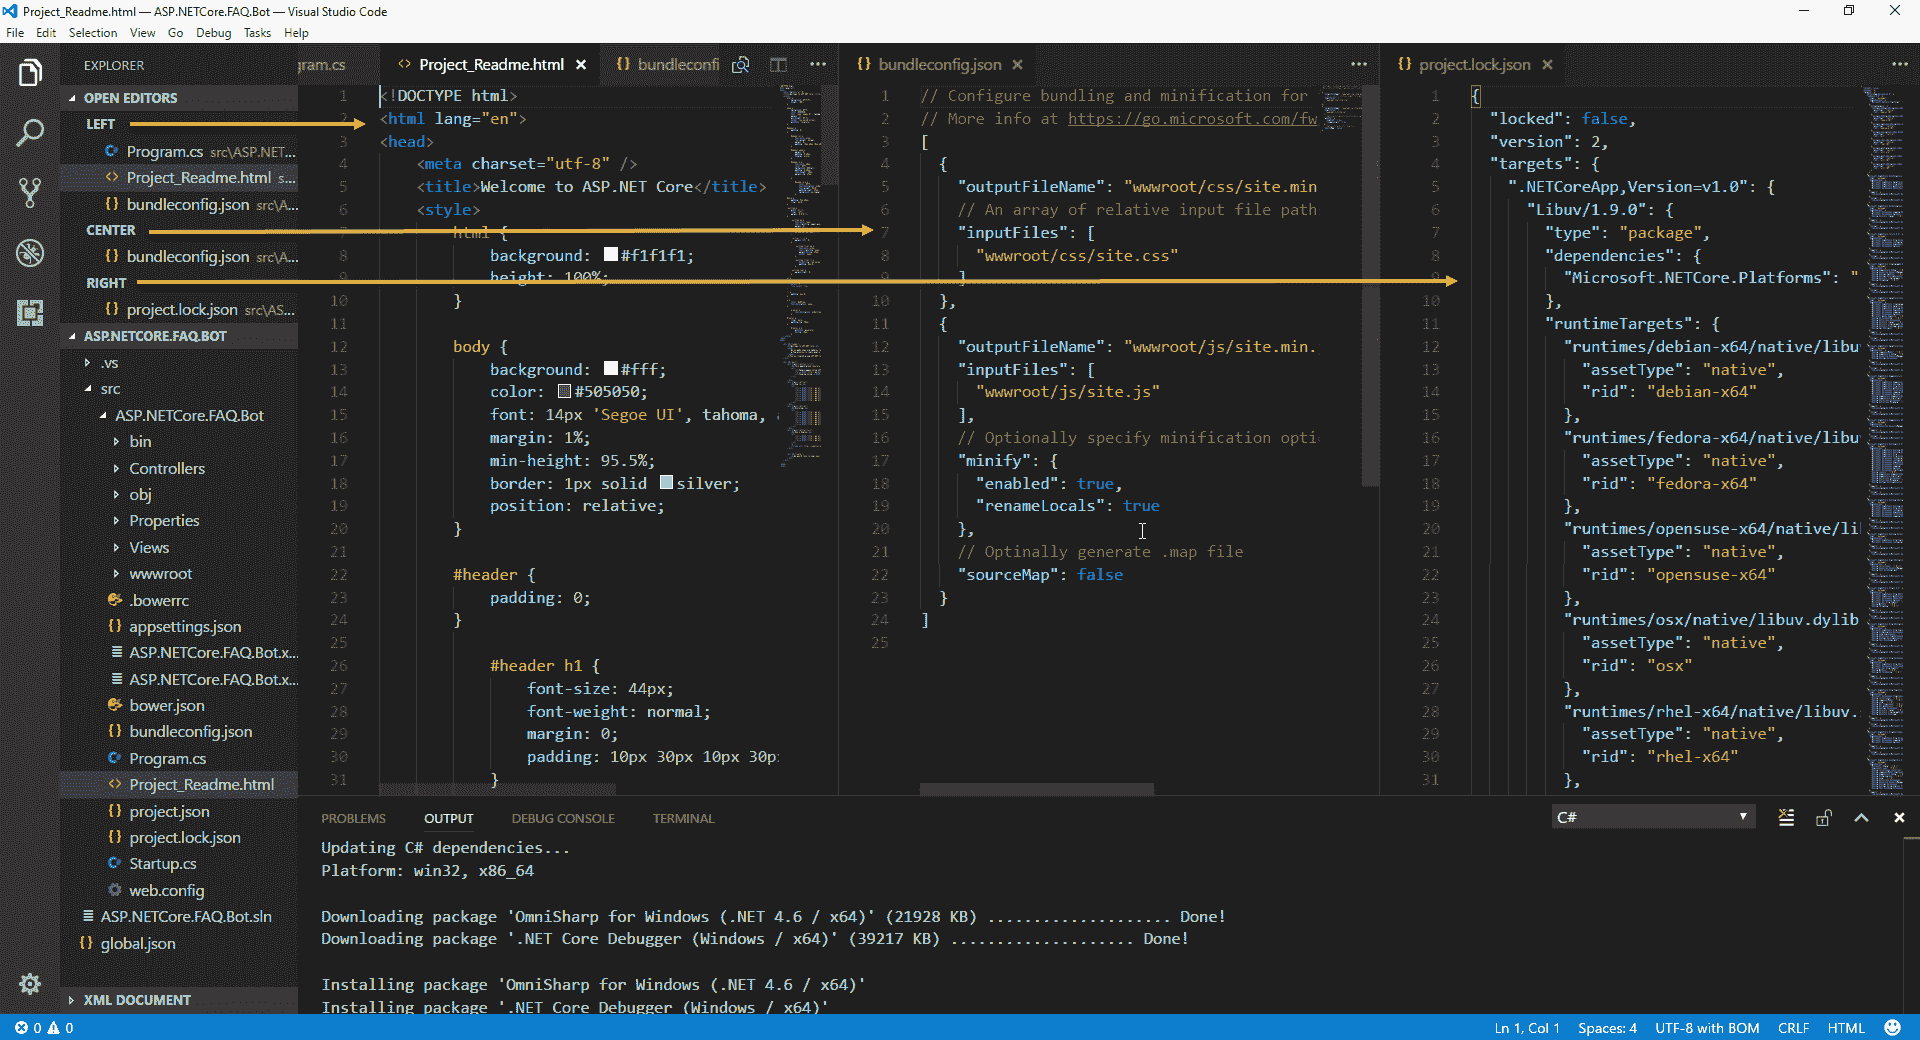 Project_Readme.html — ASP.NETCore.FAQ.Bot — Visual Studio Code
File Edit Selection View Go Debug Tasks Help
EXPLORER
OPEN EDITORS
LEFT
Program.cs src\ASP.NET...
Project_Readme.html s...
bundleconfig.json src\A...
CENTER
bundleconfig.json src\A...
RIGHT
project.lock.json src\AS...
ASP.NETCORE.FAQ.BOT
.vs
src
ASP.NETCore.FAQ.Bot
bin
Controllers
obj
Properties
Views
wwwroot
.bowerrc
appsettings.json
ASP.NETCore.FAQ.Bot.x...
ASP.NETCore.FAQ.Bot.x...
bower.json
bundleconfig.json
Program.cs
Project_Readme.html
project.json
project.lock.json
Startup.cs
web.config
ASP.NETCore.FAQ.Bot.sln
global.json
XML DOCUMENT
gram.cs Project_Readme.html bundleconfi
1 <!DOCTYPE html>
2 <html lang="en">
3 <head>
4 <meta charset="utf-8" />
5 <title>Welcome to ASP.NET Core</title>
6 <style>
7 html {
8 background: #f1f1f1;
9 height: 100%;
10 }
11
12 body {
13 background: #fff;
14 color: #505050;
15 font: 14px 'Segoe UI', tahoma,
16 margin: 1%;
17 min-height: 95.5%;
18 border: 1px solid silver;
19 position: relative;
20 }
21
22 #header {
23 padding: 0;
24 }
25
26 #header h1 {
27 font-size: 44px;
28 font-weight: normal;
29 margin: 0;
30 padding: 10px 30px 10px 30p
31 }
bundleconfig.json
1 // Configure bundling and minification for
2 // More info at https://go.microsoft.com/fw
3 [
4 {
5 "outputFileName": "wwwroot/css/site.min
6 // An array of relative input file path
7 "inputFiles": [
8 "wwwroot/css/site.css"
9 ]
10 },
11 {
12 "outputFileName": "wwwroot/js/site.min.
13 "inputFiles": [
14 "wwwroot/js/site.js"
15 ],
16 // Optionally specify minification opti
17 "minify": {
18 "enabled": true,
19 "renameLocals": true
20 },
21 // Optinally generate .map file
22 "sourceMap": false
23 }
24 ]
25
project.lock.json
1 {
2 "locked": false,
3 "version": 2,
4 "targets": {
5 ".NETCoreApp,Version=v1.0": {
6 "Libuv/1.9.0": {
7 "type": "package",
8 "dependencies": {
9 "Microsoft.NETCore.Platforms": "
10 },
11 "runtimeTargets": {
12 "runtimes/debian-x64/native/libu
13 "assetType": "native",
14 "rid": "debian-x64"
15 },
16 "runtimes/fedora-x64/native/libu
17 "assetType": "native",
18 "rid": "fedora-x64"
19 },
20 "runtimes/opensuse-x64/native/li
21 "assetType": "native",
22 "rid": "opensuse-x64"
23 },
24 "runtimes/osx/native/libuv.dylib
25 "assetType": "native",
26 "rid": "osx"
27 },
28 "runtimes/rhel-x64/native/libuv.
29 "assetType": "native",
30 "rid": "rhel-x64"
31 },
PROBLEMS OUTPUT DEBUG CONSOLE TERMINAL C#
Updating C# dependencies...
Platform: win32, x86_64
Downloading package 'OmniSharp for Windows (.NET 4.6 / x64)' (21928 KB) .................... Done!
Downloading package '.NET Core Debugger (Windows / x64)' (39217 KB) .................... Done!
Installing package 'OmniSharp for Windows (.NET 4.6 / x64)'
Installing package '.NET Core Debugger (Windows / x64)'
0 0 Ln 1, Col 1 Spaces: 4 UTF-8 with BOM CRLF HTML